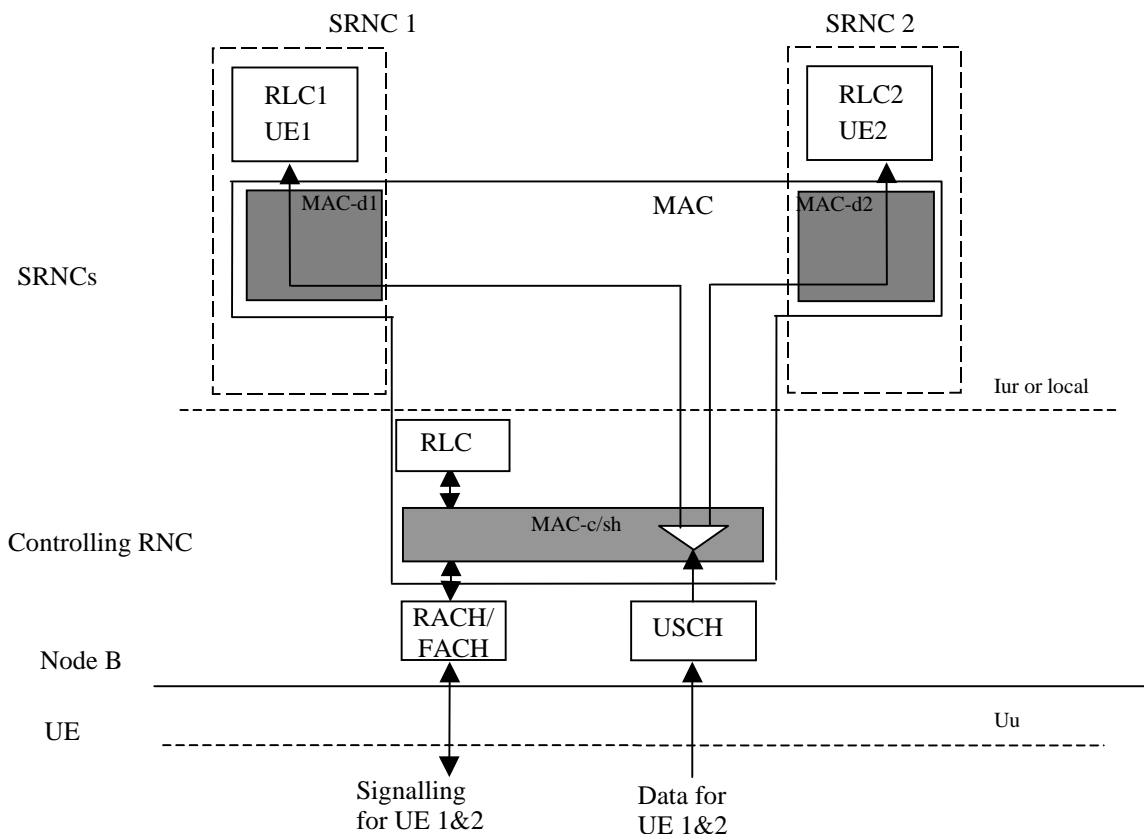 SRNC 1
SRNC 2
RLC1
UE1
RLC2
UE2
MAC-d1
MAC
MAC-d2
SRNCs
Iur or local
RLC
MAC-c/sh
Controlling RNC
RACH/
FACH
USCH
Node B
UE
Uu
Signalling
for UE 1&2
Data for
UE 1&2